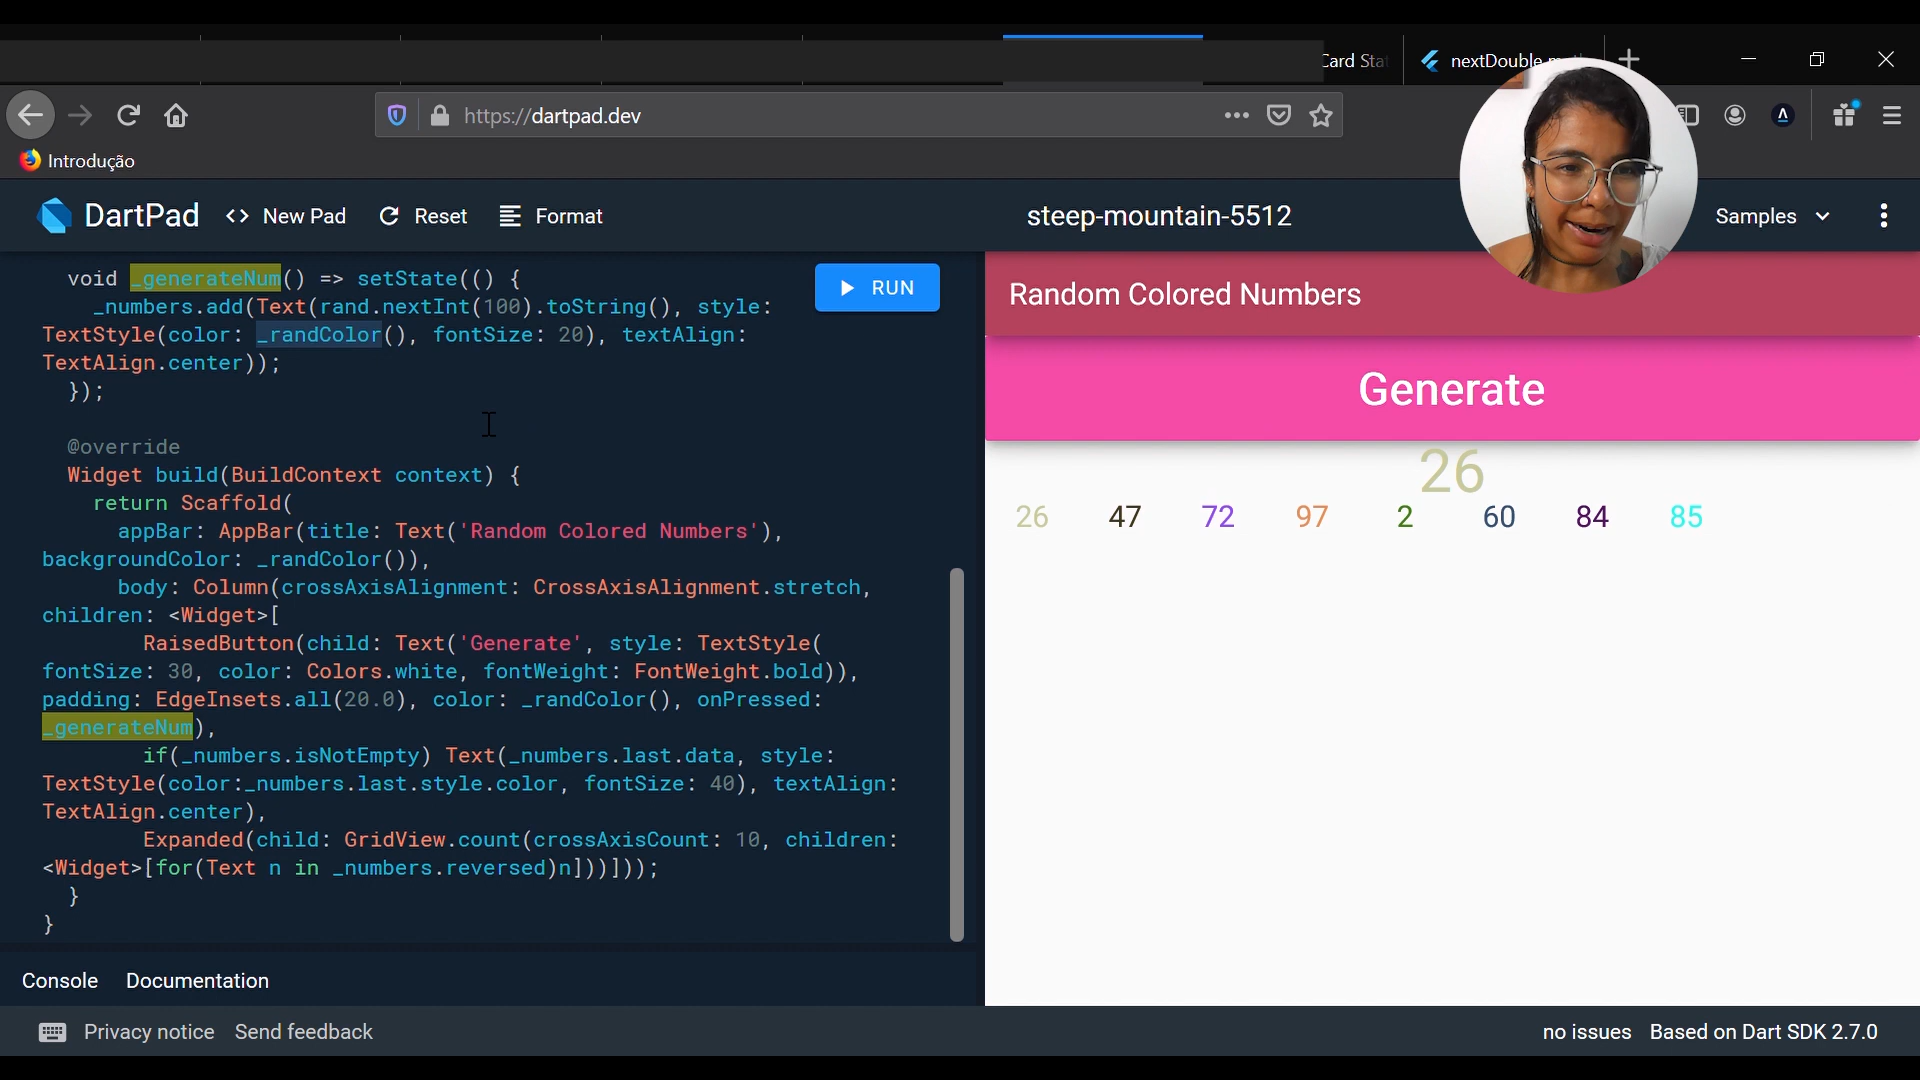 Card Sta
nextDouble
https://dartpad.dev
Introdução
DartPad
<> New Pad
Reset
Format
steep-mountain-5512
Samples
void _generateNum() => setState(() {
_numbers.add(Text(rand.nextInt(100).toString(), style:
TextStyle(color: _randColor(), fontSize: 20), textAlign:
TextAlign.center));
});
@override
Widget build(BuildContext context) {
return Scaffold(
appBar: AppBar(title: Text('Random Colored Numbers'),
backgroundColor: _randColor()),
body: Column(crossAxisAlignment: CrossAxisAlignment.stretch,
children: <Widget>[
RaisedButton(child: Text('Generate', style: TextStyle(
fontSize: 30, color: Colors.white, fontWeight: FontWeight.bold)),
padding: EdgeInsets.all(20.0), color: _randColor(), onPressed:
_generateNum),
if(_numbers.isNotEmpty) Text(_numbers.last.data, style:
TextStyle(color:_numbers.last.style.color, fontSize: 40), textAlign:
TextAlign.center),
Expanded(child: GridView.count(crossAxisCount: 10, children:
<Widget>[for(Text n in _numbers.reversed)n]))]));
}
}
RUN
Random Colored Numbers
Generate
26
26 47 72 97 2 60 84 85
Console
Documentation
Privacy notice
Send feedback
no issues
Based on Dart SDK 2.7.0